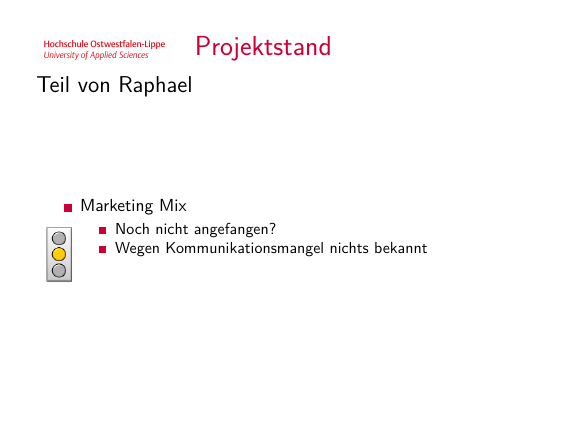 Hochschule Ostwestfalen-Lippe
University of Applied Sciences
Projektstand
Teil von Raphael
Marketing Mix
Noch nicht angefangen?
Wegen Kommunikationsmangel nichts bekannt